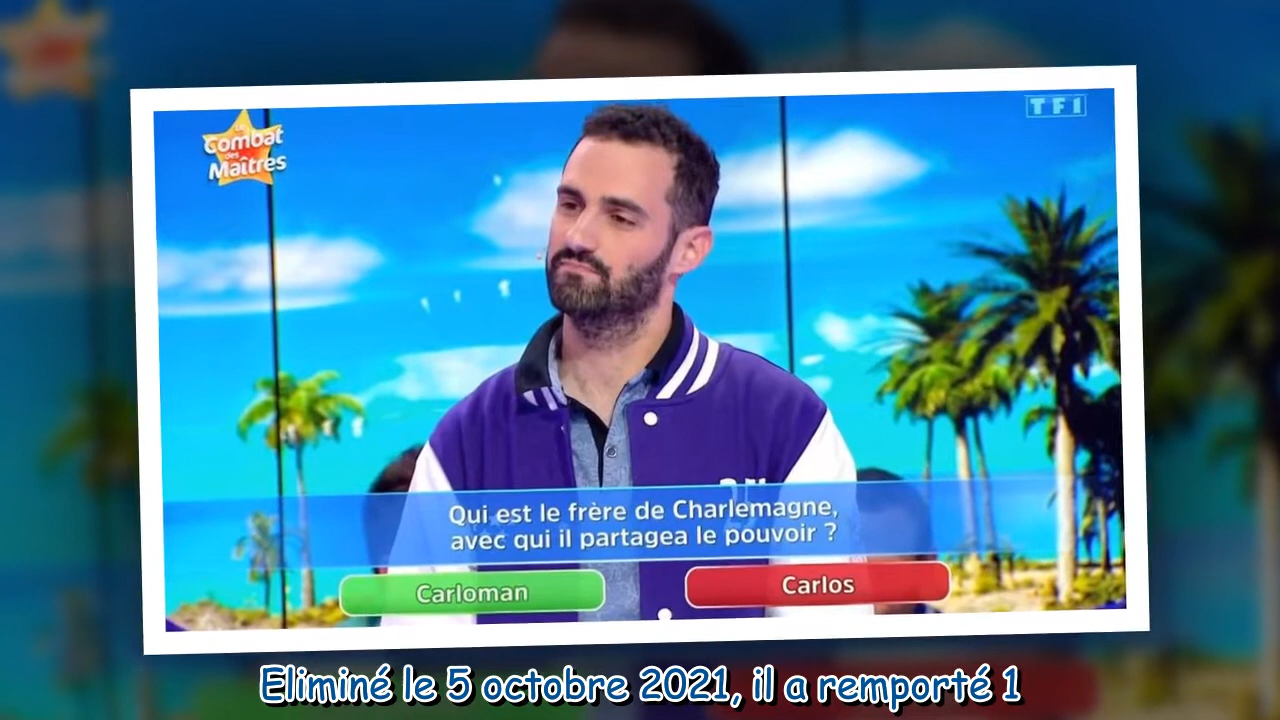 Le
Combat
des
Maîtres
TF1
Qui est le frère de Charlemagne,
avec qui il partagea le pouvoir ?
Carloman
Carlos
Eliminé le 5 octobre 2021, il a remporté 1